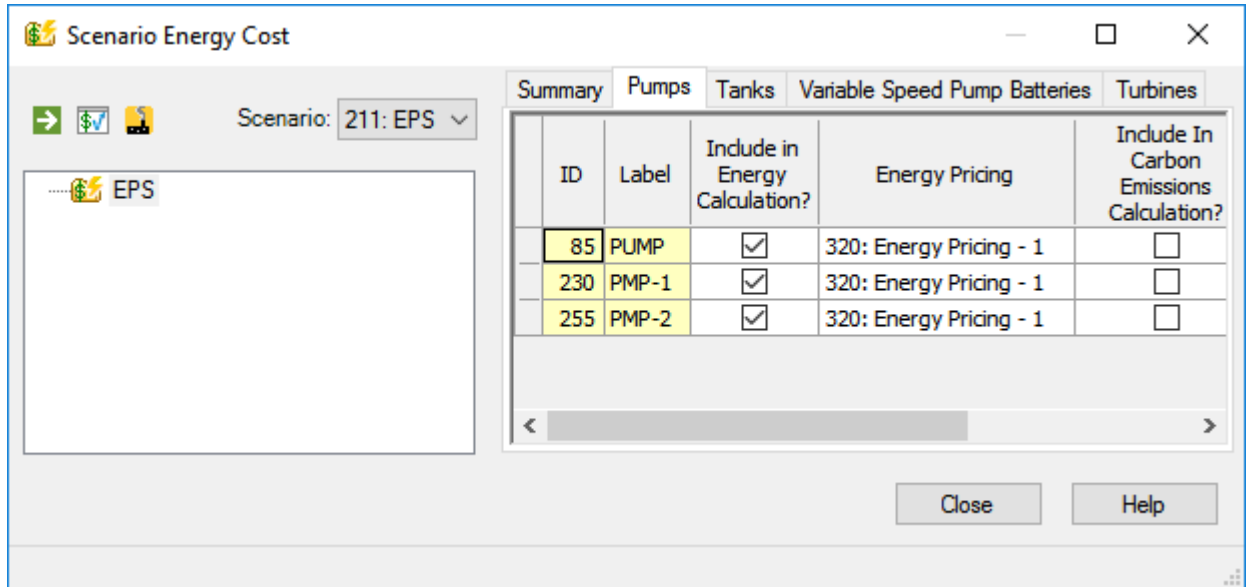 Scenario Energy Cost
Scenario: 211: EPS
EPS
Summary Pumps Tanks Variable Speed Pump Batteries Turbines
ID Label Include in Energy Calculation? Energy Pricing Include In Carbon Emissions Calculation?
85 PUMP 320: Energy Pricing - 1
230 PMP-1 320: Energy Pricing - 1
255 PMP-2 320: Energy Pricing - 1
Close Help